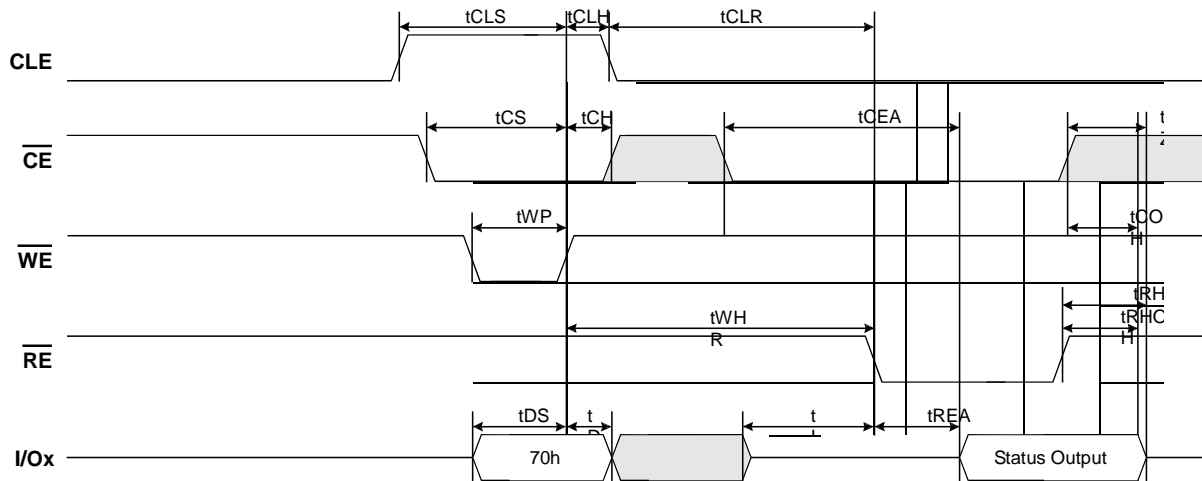 tCLS tCLH tCLR
CLE
tCS tCH tCEA t
CE
tWP tCO
H
WE
tRH
tWH tRHO
R H
RE
tDS t t tREA
I/Ox 70h Status Output